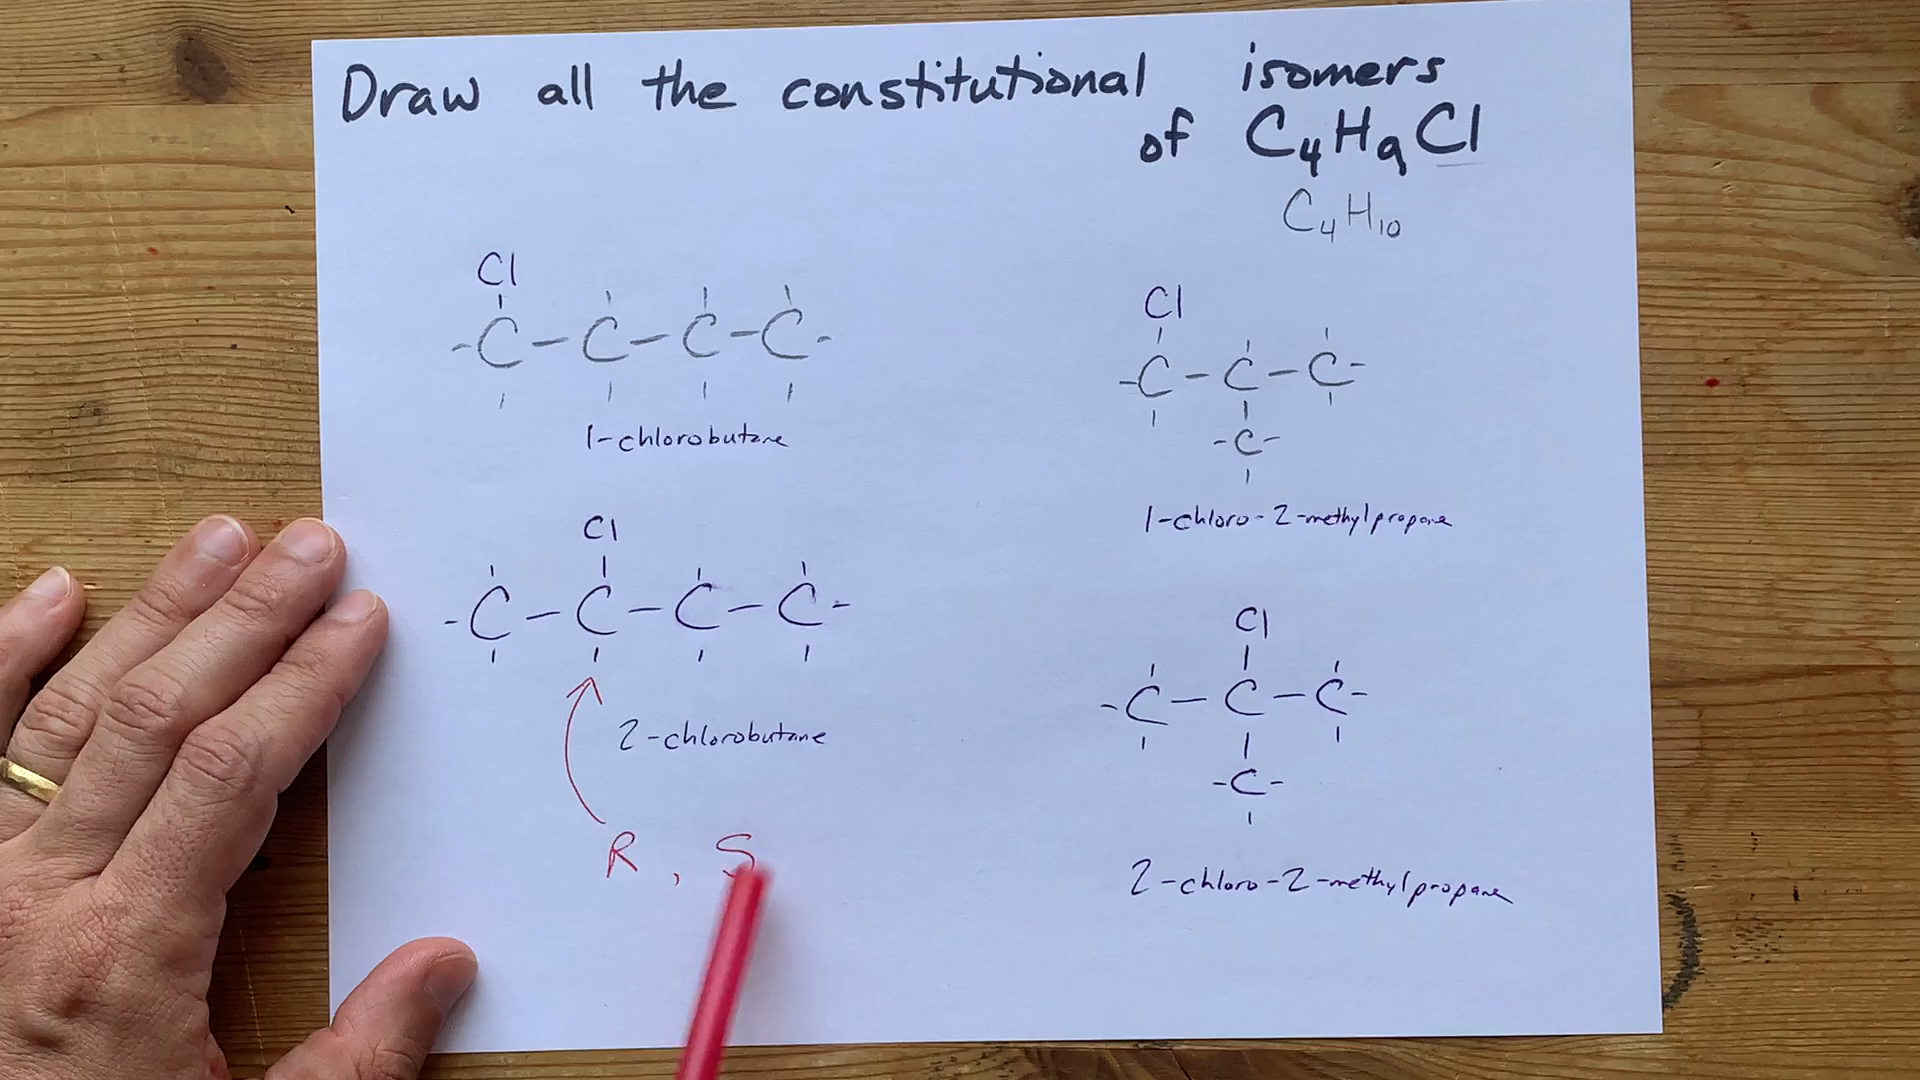 Draw all the constitutional isomers
of C₄H₉Cl
C₄H₁₀
Cl
-C-C-C-C-
1-chlorobutane
Cl
-C-C-C-C-
2-chlorobutane
R, S
Cl
-C-C-C-
-C-
1-chloro-2-methylpropane
Cl
-C-C-C-
-C-
2-chloro-2-methylpropane